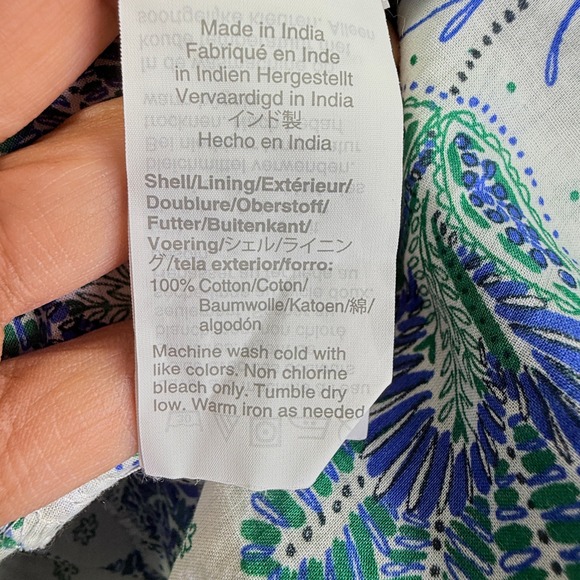 Made in India
Fabriqué en Inde
in Indien Hergestellt
Vervaardigd in India
インド製
Hecho en India
Shell/Lining/Extérieur/
Doublure/Oberstoff/
Futter/Buitenkant/
Voering/シェル/ライニン
グ/tela exterior/forro:
100% Cotton/Coton/
Baumwolle/Katoen/綿/
algodón
Machine wash cold with
like colors. Non chlorine
bleach only. Tumble dry
low. Warm iron as needed